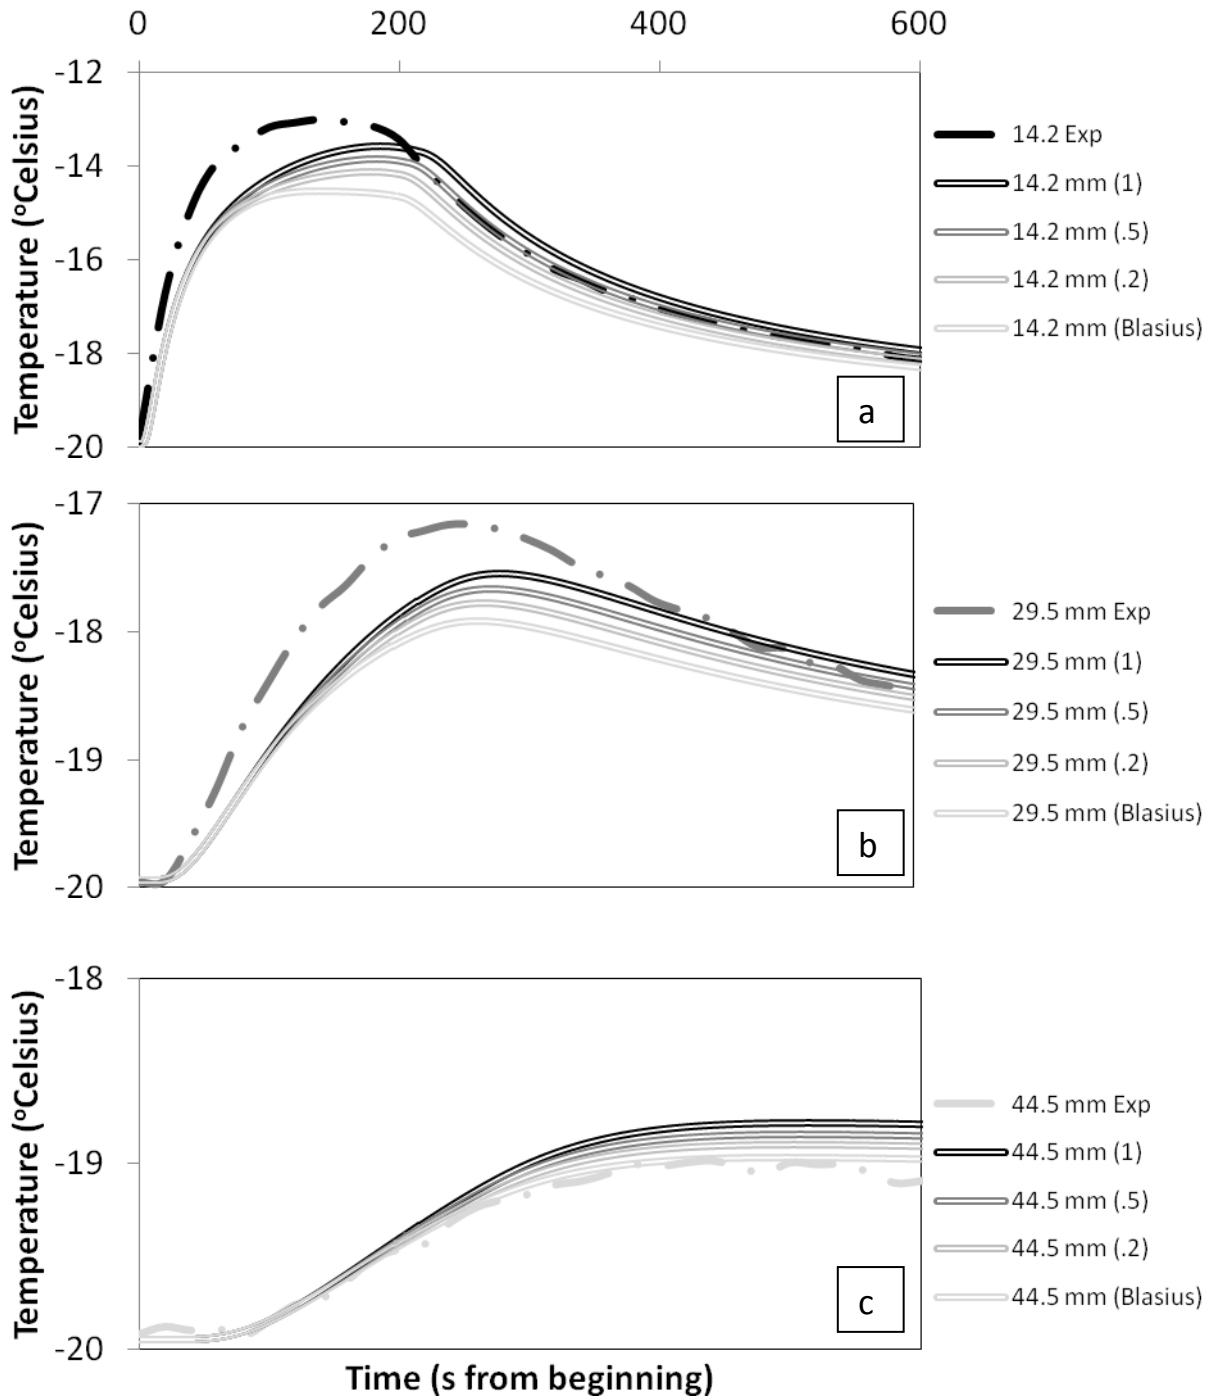 0 200 400 600
Temperature (°Celsius)
-12
-14
-16
-18
-20
14.2 Exp
14.2 mm (1)
14.2 mm (.5)
14.2 mm (.2)
14.2 mm (Blasius)
a
Temperature (°Celsius)
-17
-18
-19
-20
29.5 mm Exp
29.5 mm (1)
29.5 mm (.5)
29.5 mm (.2)
29.5 mm (Blasius)
b
Temperature (°Celsius)
-18
-19
-20
44.5 mm Exp
44.5 mm (1)
44.5 mm (.5)
44.5 mm (.2)
44.5 mm (Blasius)
c
Time (s from beginning)